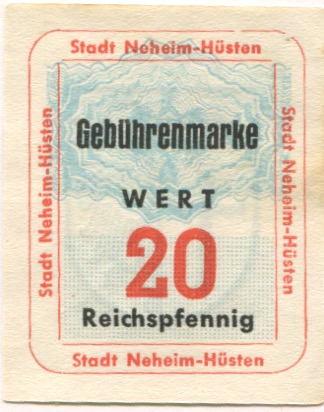 Stadt Neheim-Hüsten
Stadt Neheim-Hüsten
Stadt Neheim-Hüsten
Gebührenmarke
WERT
20
Reichspfennig
Stadt Neheim-Hüsten